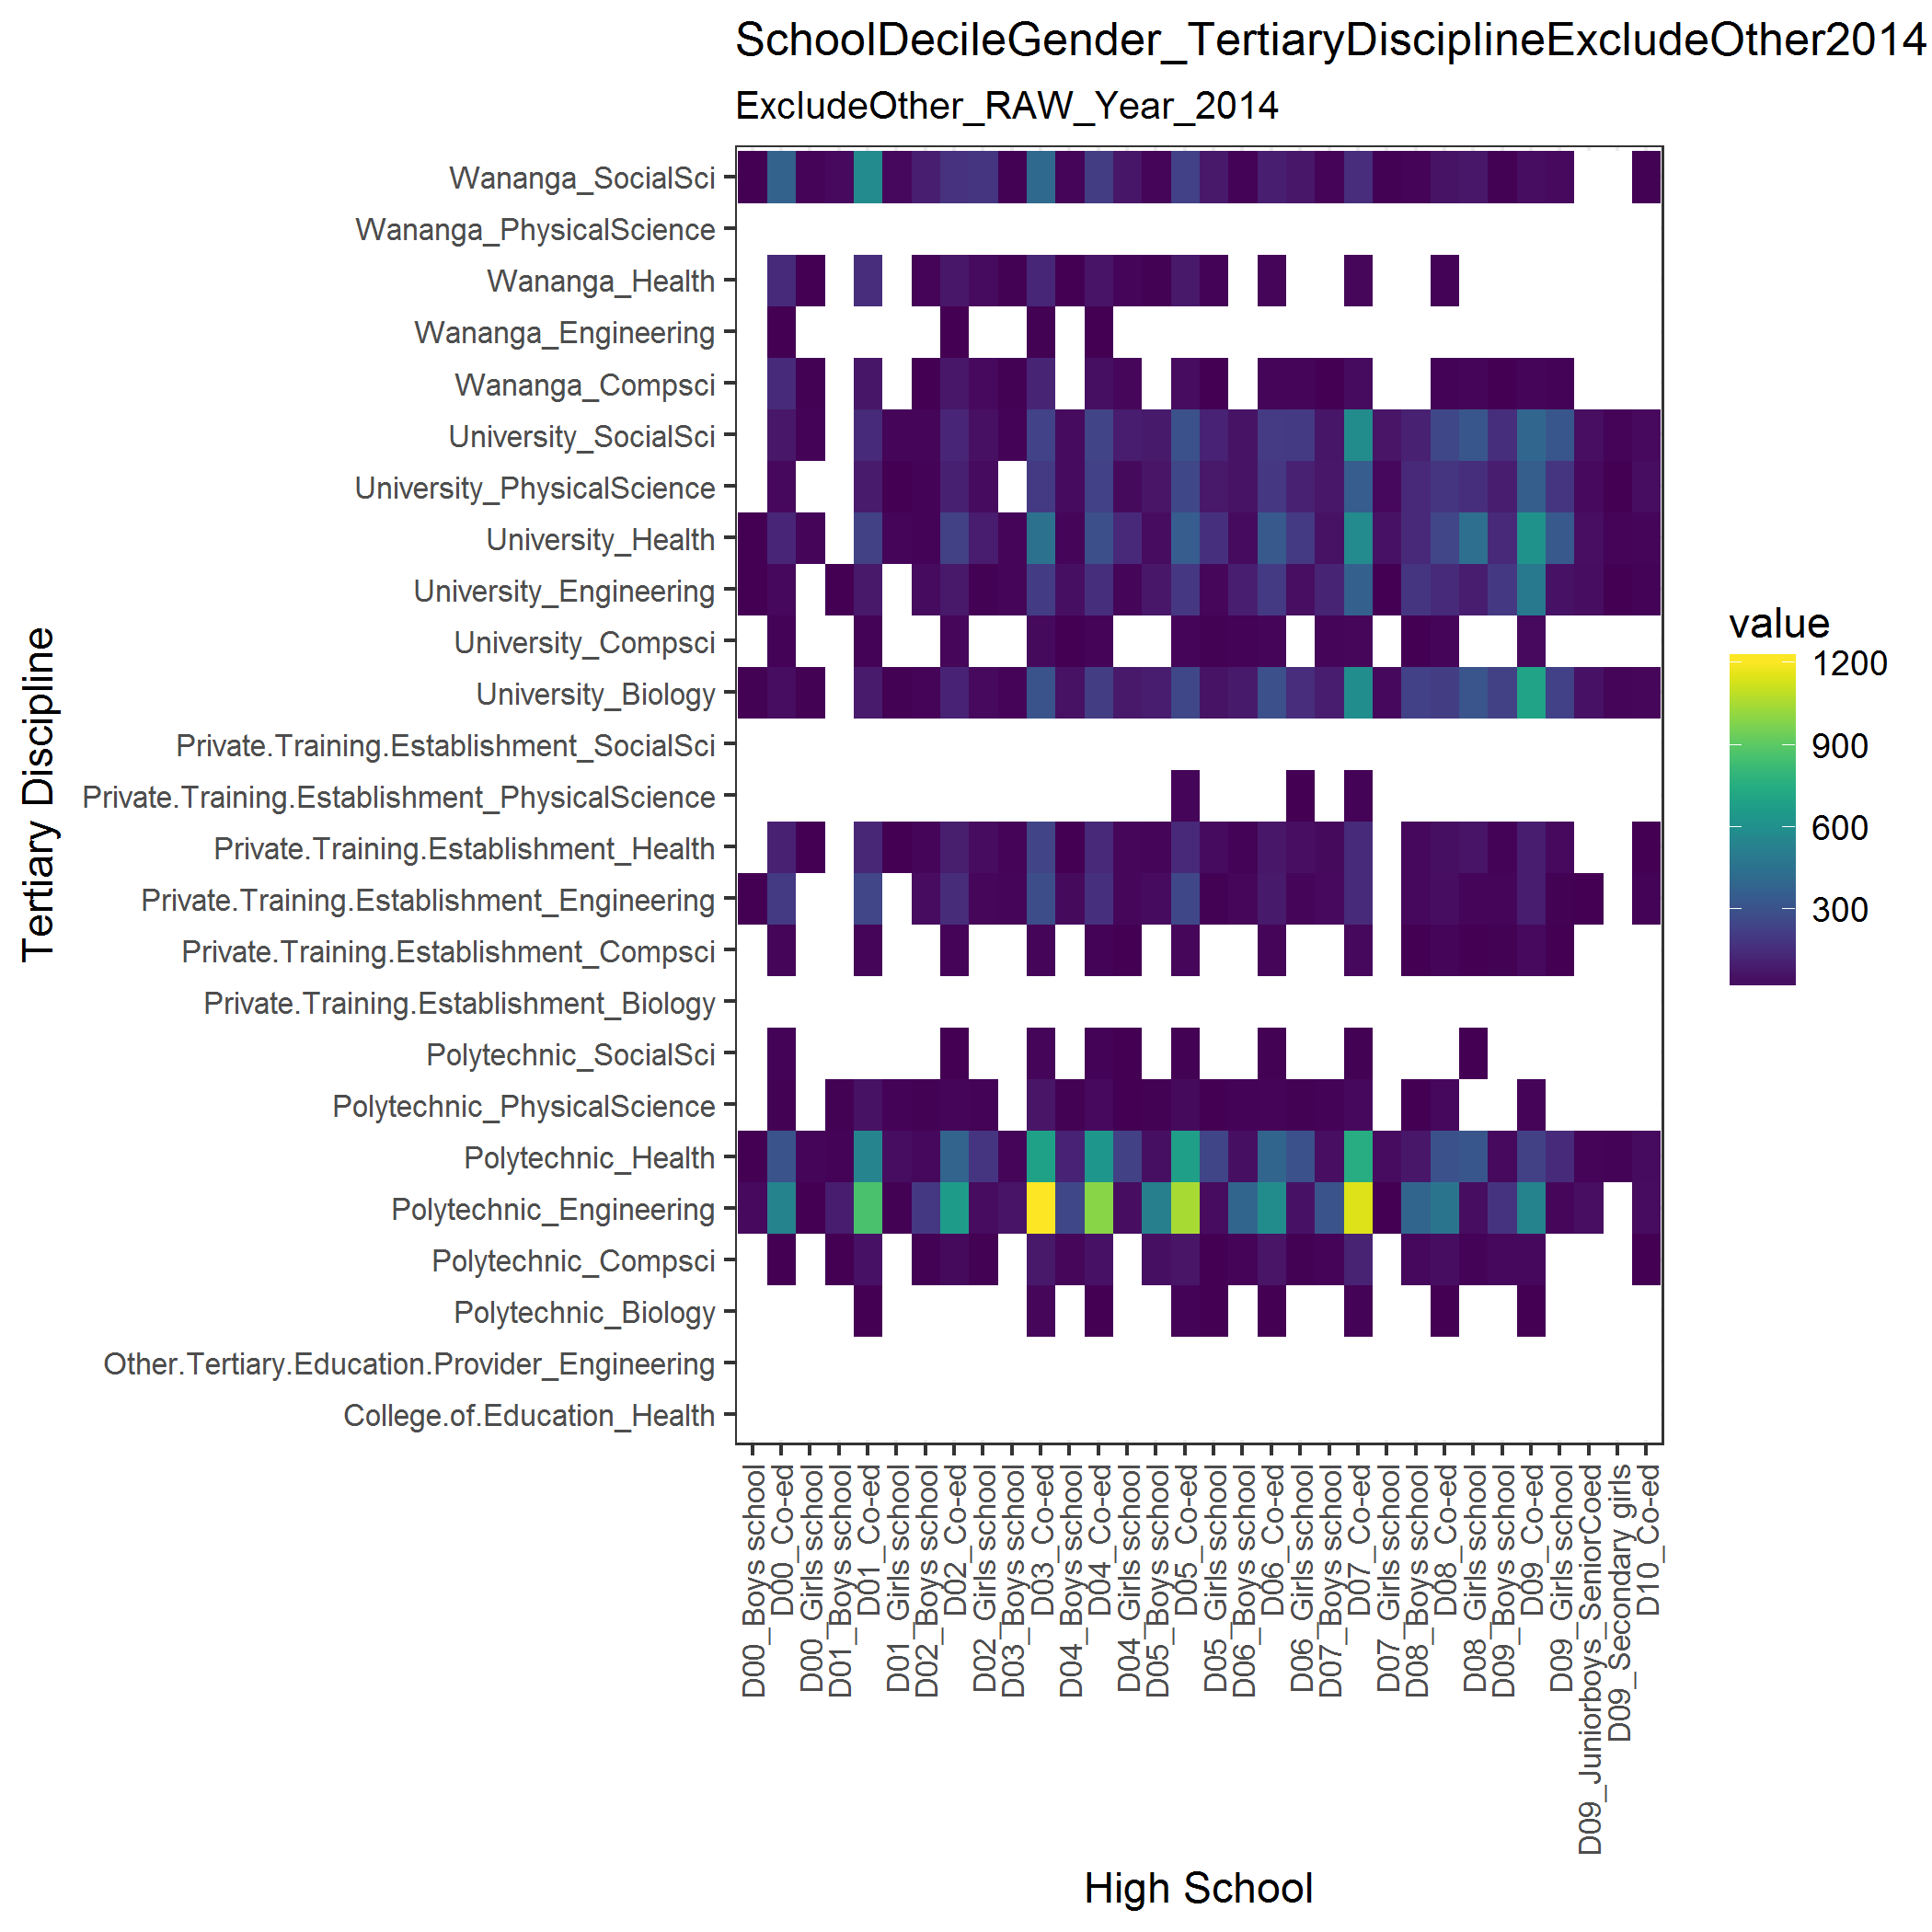 SchoolDecileGender_TertiaryDisciplineExcludeOther2014
ExcludeOther_RAW_Year_2014
Tertiary Discipline
Wananga_SocialSci
Wananga_PhysicalScience
Wananga_Health
Wananga_Engineering
Wananga_Compsci
University_SocialSci
University_PhysicalScience
University_Health
University_Engineering
University_Compsci
University_Biology
Private.Training.Establishment_SocialSci
Private.Training.Establishment_PhysicalScience
Private.Training.Establishment_Health
Private.Training.Establishment_Engineering
Private.Training.Establishment_Compsci
Private.Training.Establishment_Biology
Polytechnic_SocialSci
Polytechnic_PhysicalScience
Polytechnic_Health
Polytechnic_Engineering
Polytechnic_Compsci
Polytechnic_Biology
Other.Tertiary.Education.Provider_Engineering
College.of.Education_Health
D00_Boys school
D00_Co-ed
D00_Girls school
D01_Boys school
D01_Co-ed
D01_Girls school
D02_Boys school
D02_Co-ed
D02_Girls school
D03_Boys school
D03_Co-ed
D04_Boys school
D04_Co-ed
D04_Girls school
D05_Boys school
D05_Co-ed
D05_Girls school
D06_Boys school
D06_Co-ed
D06_Girls school
D07_Boys school
D07_Co-ed
D07_Girls school
D08_Boys school
D08_Co-ed
D08_Girls school
D09_Boys school
D09_Co-ed
D09_Girls school
D09_Juniorboys_SeniorCoed
D09_Secondary girls
D10_Co-ed
High School
value
1200
900
600
300